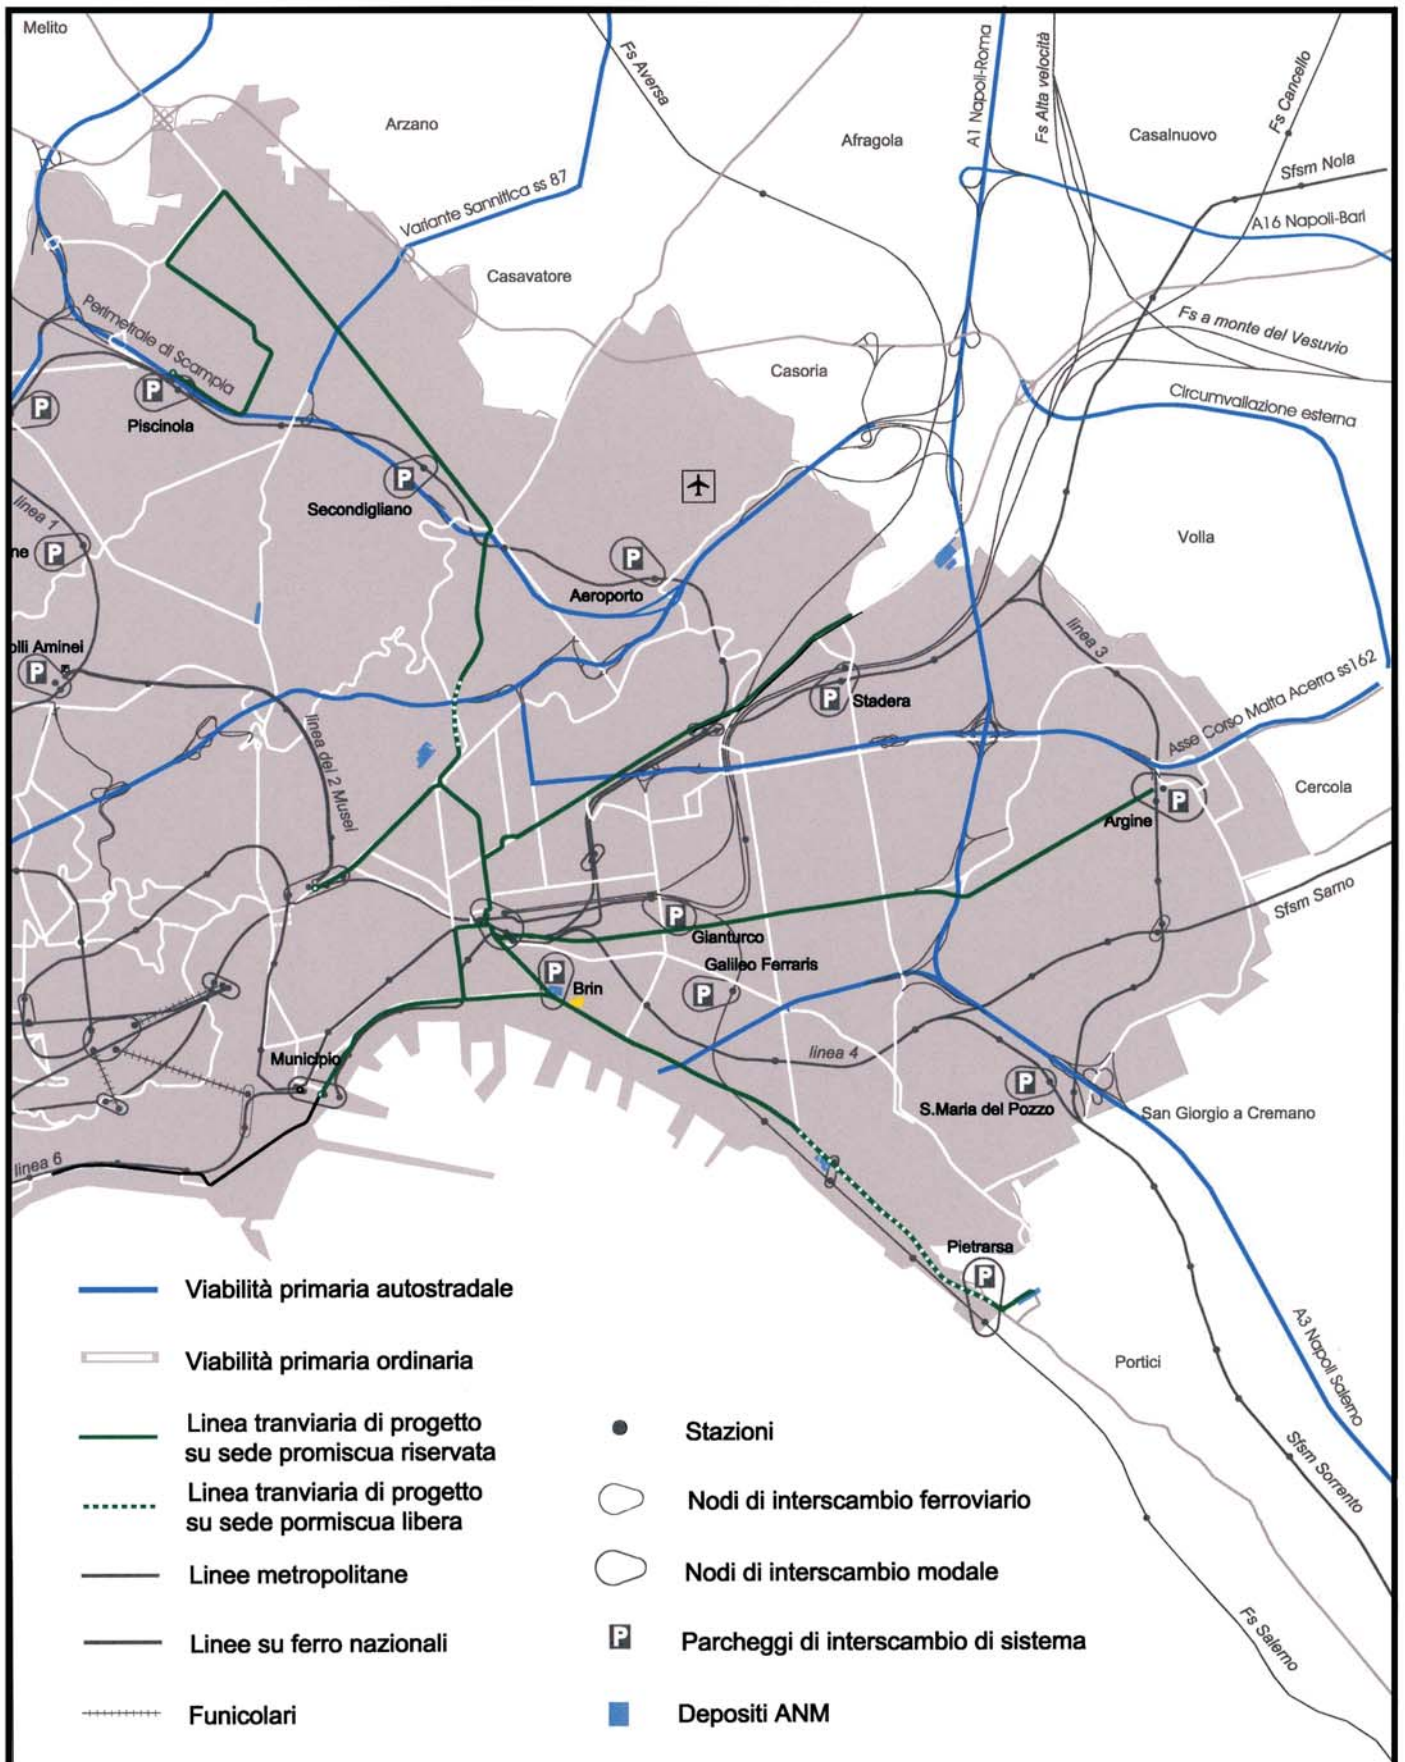 Melito
Arzano
Fs Aversa
Afragola
A1 Napoli-Roma
Fs Alta velocità
Casalnuovo
Fs Cancello
Sfsm Nola
A16 Napoli-Bari
Variante Sannitica ss 87
Casavatore
Perimetrale di Scampia
Fs a monte del Vesuvio
Casoria
Circumvallazione esterna
P
P
Piscinola
P
Secondigliano
linea 1
ne
P
P
Aeroporto
Volla
olli Aminei
P
linea 3
P
Stadera
linea dei 2 Musei
Asse Corso Malta Acerra ss162
Cercola
P
Argine
Sfsm Sarno
P
Gianturco
Galileo Ferraris
P
P
Brin
Municipio
linea 4
P
S.Maria del Pozzo
San Giorgio a Cremano
linea 6
Pietrarsa
P
Portici
A3 Napoli Salerno
Sfsm Sorrento
Fs Salerno
Viabilità primaria autostradale
Viabilità primaria ordinaria
Linea tranviaria di progetto
su sede promiscua riservata
Linea tranviaria di progetto
su sede pormiscua libera
Linee metropolitane
Linee su ferro nazionali
Funicolari
Stazioni
Nodi di interscambio ferroviario
Nodi di interscambio modale
P
Parcheggi di interscambio di sistema
Depositi ANM